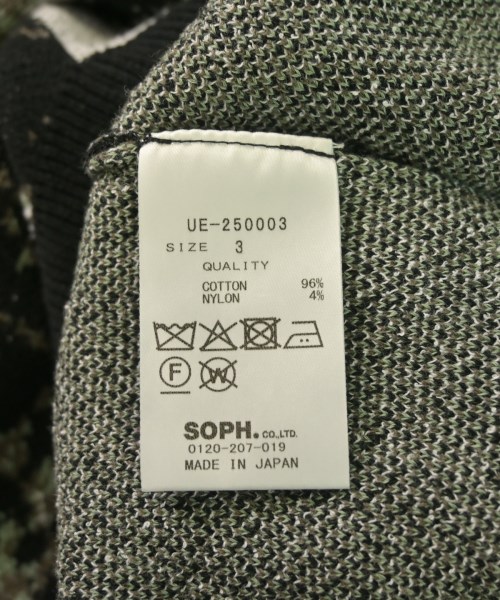 UE-250003
SIZE 3
QUALITY
COTTON 96%
NYLON 4%
F W
SOPH. CO.,LTD.
0120-207-019
MADE IN JAPAN